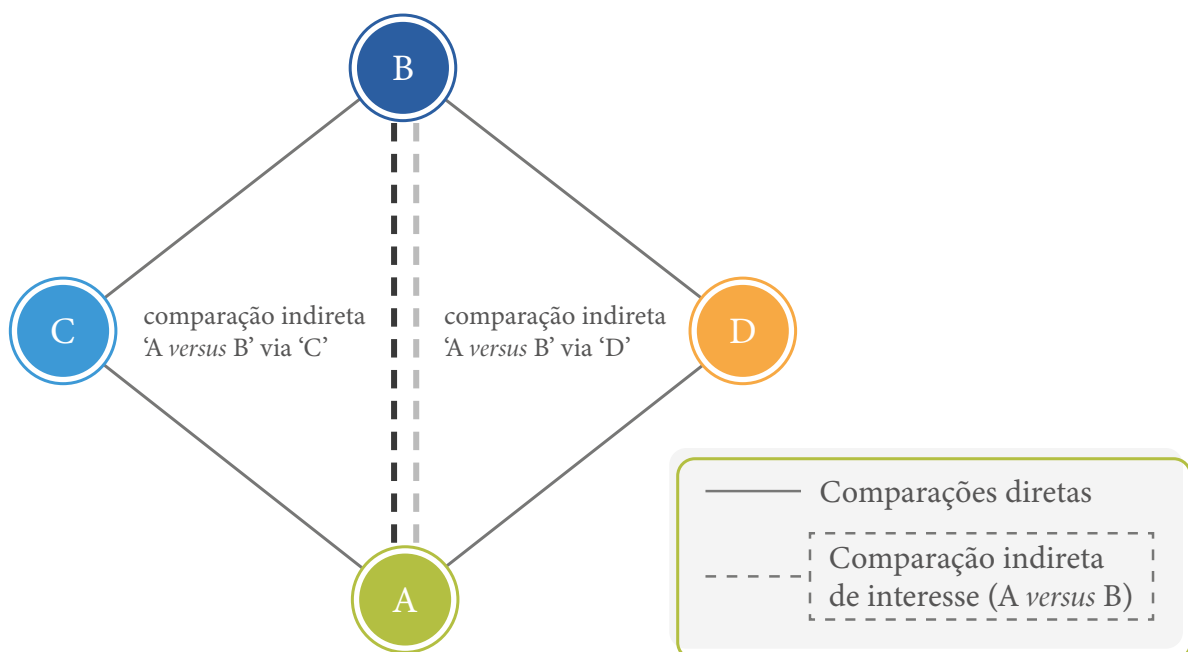 B
C
comparação indireta
‘A versus B’ via ‘C’
comparação indireta
‘A versus B’ via ‘D’
D
A
Comparações diretas
Comparação indireta
de interesse (A versus B)